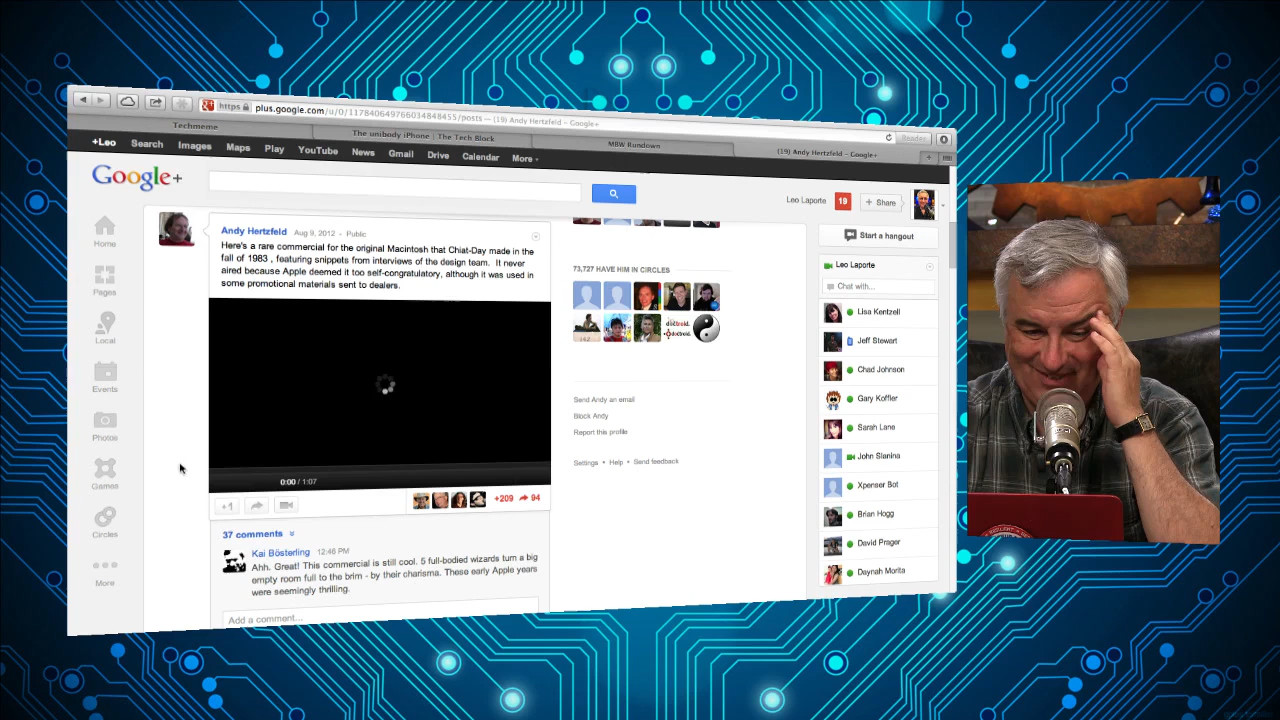 https plus.google.com/u/0/117840649766034848455/posts — (19) Andy Hertzfeld – Google+
Reader
Techmeme
The unibody iPhone | The Tech Block
MBW Rundown
(19) Andy Hertzfeld – Google+
+Leo Search Images Maps Play YouTube News Gmail Drive Calendar More
Google+
Leo Laporte 19 + Share
Home
Pages
Local
Events
Photos
Games
Circles
More
Andy Hertzfeld Aug 9, 2012 - Public
Here's a rare commercial for the original Macintosh that Chiat-Day made in the
fall of 1983 , featuring snippets from interviews of the design team. It never
aired because Apple deemed it too self-congratulatory, although it was used in
some promotional materials sent to dealers.
0:00 / 1:07
+1
+209 94
37 comments
Kai Bösterling 12:46 PM
Ahh. Great! This commercial is still cool. 5 full-bodied wizards turn a big
empty room full to the brim - by their charisma. These early Apple years
were seemingly thrilling.
Add a comment...
73,727 HAVE HIM IN CIRCLES
doctroid.
doctroid
Send Andy an email
Block Andy
Report this profile
Settings • Help • Send feedback
Start a hangout
Leo Laporte
Chat with...
Lisa Kentzell
Jeff Stewart
Chad Johnson
Gary Koffler
Sarah Lane
John Slanina
Xpenser Bot
Brian Hogg
David Prager
Daynah Morita